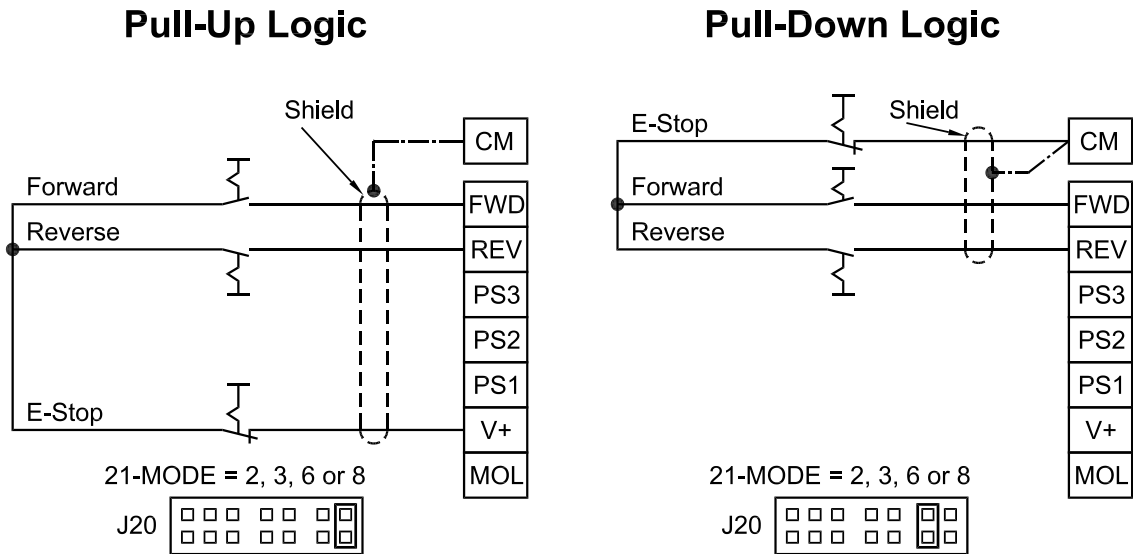 Pull-Up Logic
Shield
CM
Forward
FWD
Reverse
REV
PS3
PS2
PS1
E-Stop
V+
MOL
21-MODE = 2, 3, 6 or 8
J20
Pull-Down Logic
E-Stop
Shield
CM
Forward
FWD
Reverse
REV
PS3
PS2
PS1
V+
MOL
21-MODE = 2, 3, 6 or 8
J20